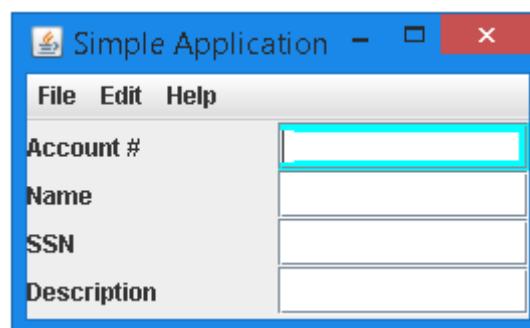 Simple Application
File Edit Help
Account #
Name
SSN
Description